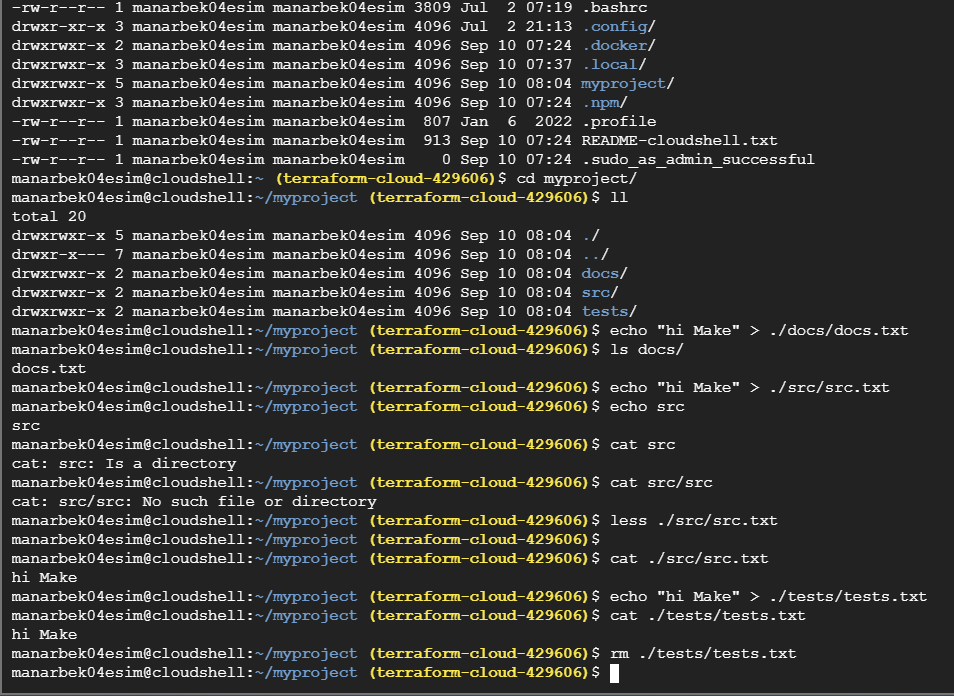 -rw-r--r-- 1 manarbek04esim manarbek04esim 3809 Jul  2 07:19 .bashrc
drwxr-xr-x 3 manarbek04esim manarbek04esim 4096 Jul  2 21:13 .config/
drwxrwxr-x 2 manarbek04esim manarbek04esim 4096 Sep 10 07:24 .docker/
drwxrwxr-x 3 manarbek04esim manarbek04esim 4096 Sep 10 07:37 .local/
drwxrwxr-x 5 manarbek04esim manarbek04esim 4096 Sep 10 08:04 myproject/
drwxrwxr-x 3 manarbek04esim manarbek04esim 4096 Sep 10 07:24 .npm/
-rw-r--r-- 1 manarbek04esim manarbek04esim  807 Jan  6  2022 .profile
-rw-r--r-- 1 manarbek04esim manarbek04esim  913 Sep 10 07:24 README-cloudshell.txt
-rw-r--r-- 1 manarbek04esim manarbek04esim    0 Sep 10 07:24 .sudo_as_admin_successful
manarbek04esim@cloudshell:~ (terraform-cloud-429606)$ cd myproject/
manarbek04esim@cloudshell:~/myproject (terraform-cloud-429606)$ ll
total 20
drwxrwxr-x 5 manarbek04esim manarbek04esim 4096 Sep 10 08:04 ./
drwxr-x--- 7 manarbek04esim manarbek04esim 4096 Sep 10 08:04 ../
drwxrwxr-x 2 manarbek04esim manarbek04esim 4096 Sep 10 08:04 docs/
drwxrwxr-x 2 manarbek04esim manarbek04esim 4096 Sep 10 08:04 src/
drwxrwxr-x 2 manarbek04esim manarbek04esim 4096 Sep 10 08:04 tests/
manarbek04esim@cloudshell:~/myproject (terraform-cloud-429606)$ echo "hi Make" > ./docs/docs.txt
manarbek04esim@cloudshell:~/myproject (terraform-cloud-429606)$ ls docs/
docs.txt
manarbek04esim@cloudshell:~/myproject (terraform-cloud-429606)$ echo "hi Make" > ./src/src.txt
manarbek04esim@cloudshell:~/myproject (terraform-cloud-429606)$ echo src
src
manarbek04esim@cloudshell:~/myproject (terraform-cloud-429606)$ cat src
cat: src: Is a directory
manarbek04esim@cloudshell:~/myproject (terraform-cloud-429606)$ cat src/src
cat: src/src: No such file or directory
manarbek04esim@cloudshell:~/myproject (terraform-cloud-429606)$ less ./src/src.txt
manarbek04esim@cloudshell:~/myproject (terraform-cloud-429606)$
manarbek04esim@cloudshell:~/myproject (terraform-cloud-429606)$ cat ./src/src.txt
hi Make
manarbek04esim@cloudshell:~/myproject (terraform-cloud-429606)$ echo "hi Make" > ./tests/tests.txt
manarbek04esim@cloudshell:~/myproject (terraform-cloud-429606)$ cat ./tests/tests.txt
hi Make
manarbek04esim@cloudshell:~/myproject (terraform-cloud-429606)$ rm ./tests/tests.txt
manarbek04esim@cloudshell:~/myproject (terraform-cloud-429606)$